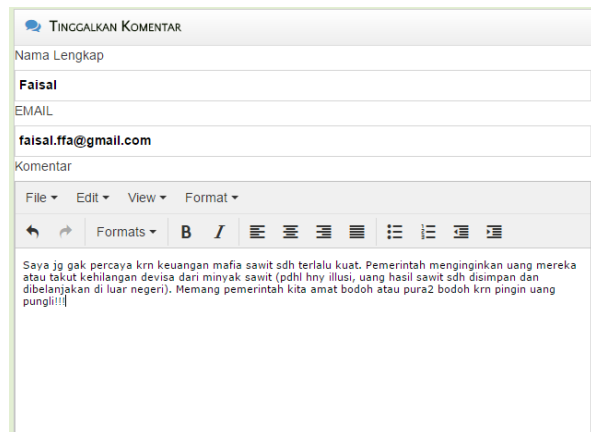 TINGGALKAN KOMENTAR
Nama Lengkap
Faisal
EMAIL
faisal.ffa@gmail.com
Komentar
File Edit View Format
Formats B I
Saya jg gak percaya krn keuangan mafia sawit sdh terlalu kuat. Pemerintah menginginkan uang mereka
atau takut kehilangan devisa dari minyak sawit (pdhl hny illusi, uang hasil sawit sdh disimpan dan
dibelanjakan di luar negeri). Memang pemerintah kita amat bodoh atau pura2 bodoh krn pingin uang
pungli!!!